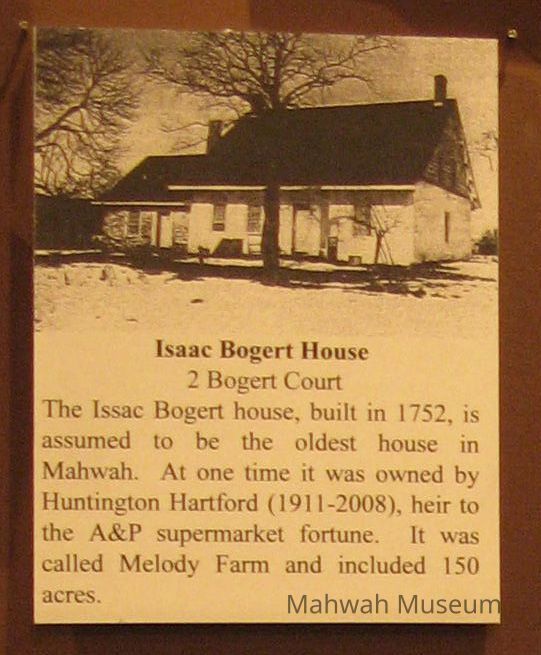 Isaac Bogert House
2 Bogert Court
The Issac Bogert house, built in 1752, is
assumed to be the oldest house in
Mahwah. At one time it was owned by
Huntington Hartford (1911-2008), heir to
the A&P supermarket fortune. It was
called Melody Farm and included 150
acres.
Mahwah Museum